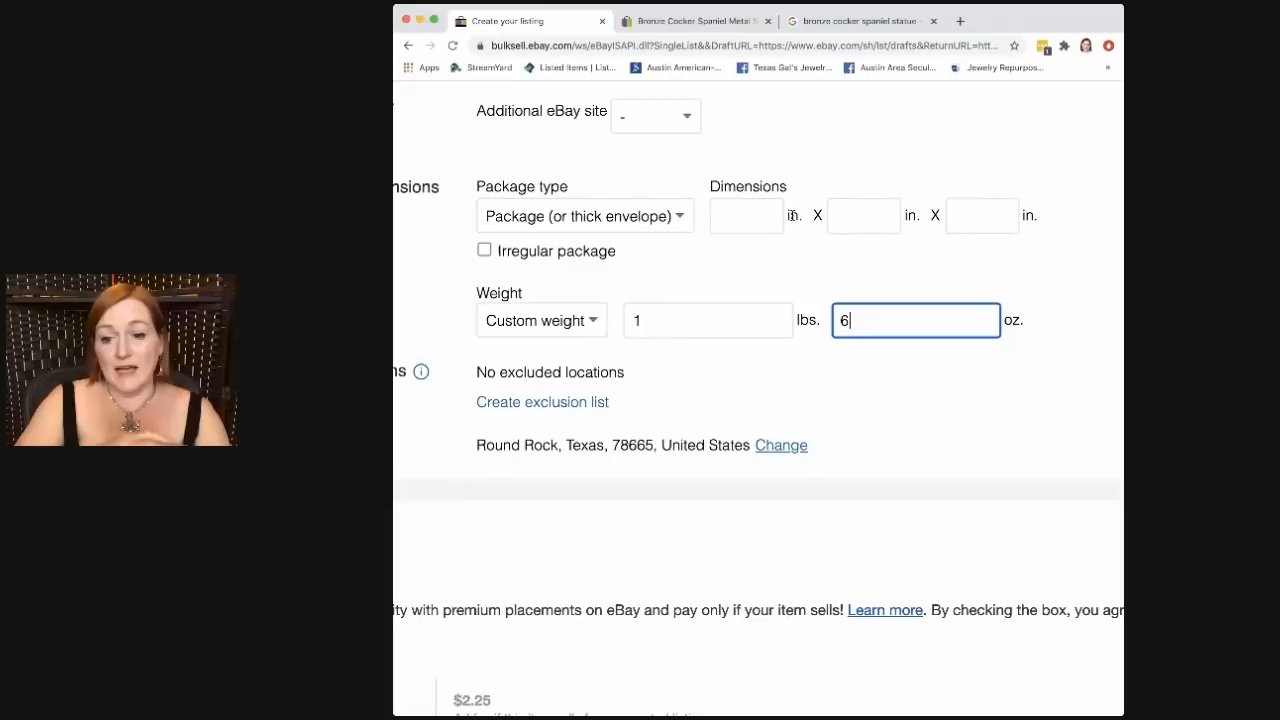 Create your listing
Bronze Cocker Spaniel Metal S
bronze cocker spaniel statue -
bulksell.ebay.com/ws/eBayISAPI.dll?SingleList&&DraftURL=https://www.ebay.com/sh/lst/drafts&ReturnURL=htt...
Apps StreamYard Listed Items | List... Austin American-... Texas Gal's Jewelr... Austin Area Secul... Jewelry Repurpos... »
Additional eBay site -
nsions Package type Dimensions
Package (or thick envelope) in. X in. X in.
Irregular package
Weight
Custom weight 1 lbs. 6 oz.
ns No excluded locations
Create exclusion list
Round Rock, Texas, 78665, United States Change
ity with premium placements on eBay and pay only if your item sells! Learn more. By checking the box, you agr
$2.25